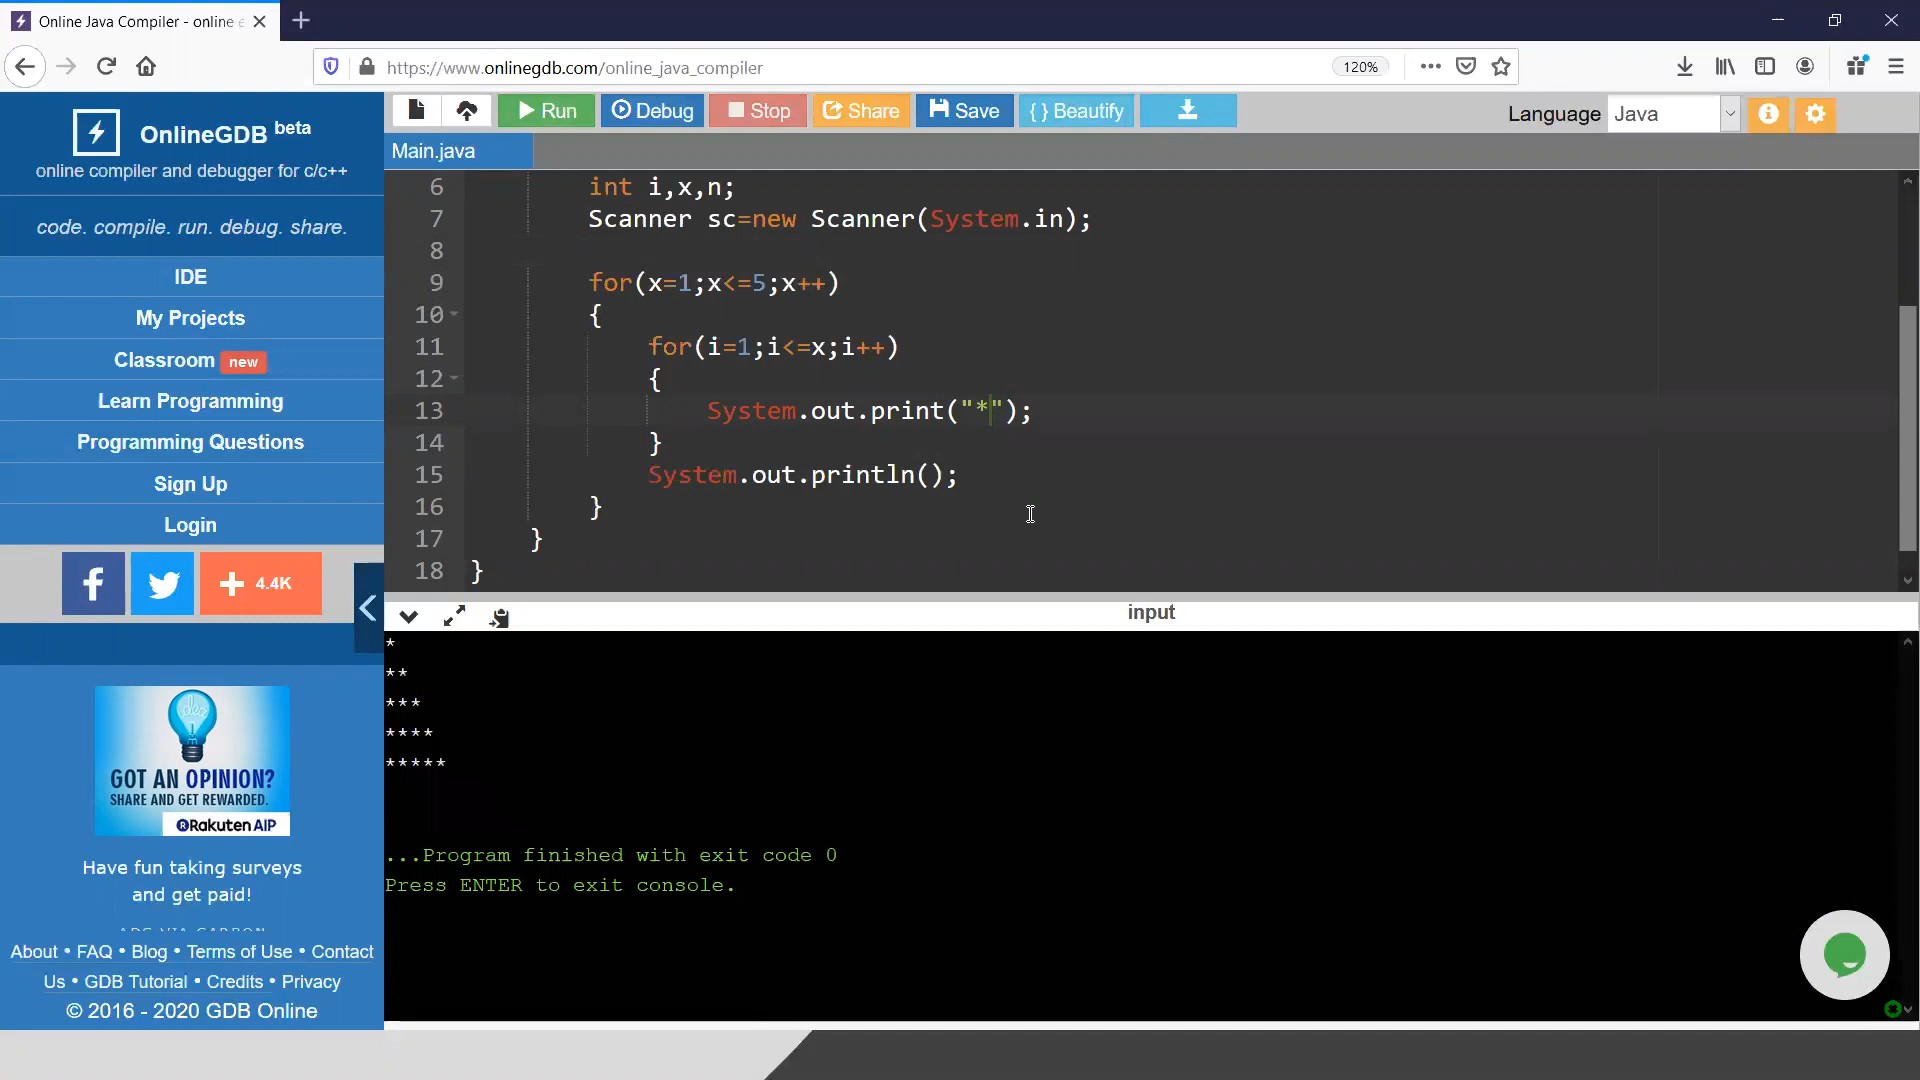 Online Java Compiler - online e
https://www.onlinegdb.com/online_java_compiler
120%
OnlineGDB beta
online compiler and debugger for c/c++
code. compile. run. debug. share.
IDE
My Projects
Classroom new
Learn Programming
Programming Questions
Sign Up
Login
f
+ 4.4K
GOT AN OPINION?
SHARE AND GET REWARDED.
Rakuten AIP
Have fun taking surveys
and get paid!
ADS VIA CARBON
About • FAQ • Blog • Terms of Use • Contact
Us • GDB Tutorial • Credits • Privacy
© 2016 - 2020 GDB Online
Run Debug Stop Share Save { } Beautify
Language Java
Main.java
6 int i,x,n;
7 Scanner sc=new Scanner(System.in);
8
9 for(x=1;x<=5;x++)
10 {
11 for(i=1;i<=x;i++)
12 {
13 System.out.print("*");
14 }
15 System.out.println();
16 }
17 }
18 }
input
*
**
***
****
*****
...Program finished with exit code 0
Press ENTER to exit console.